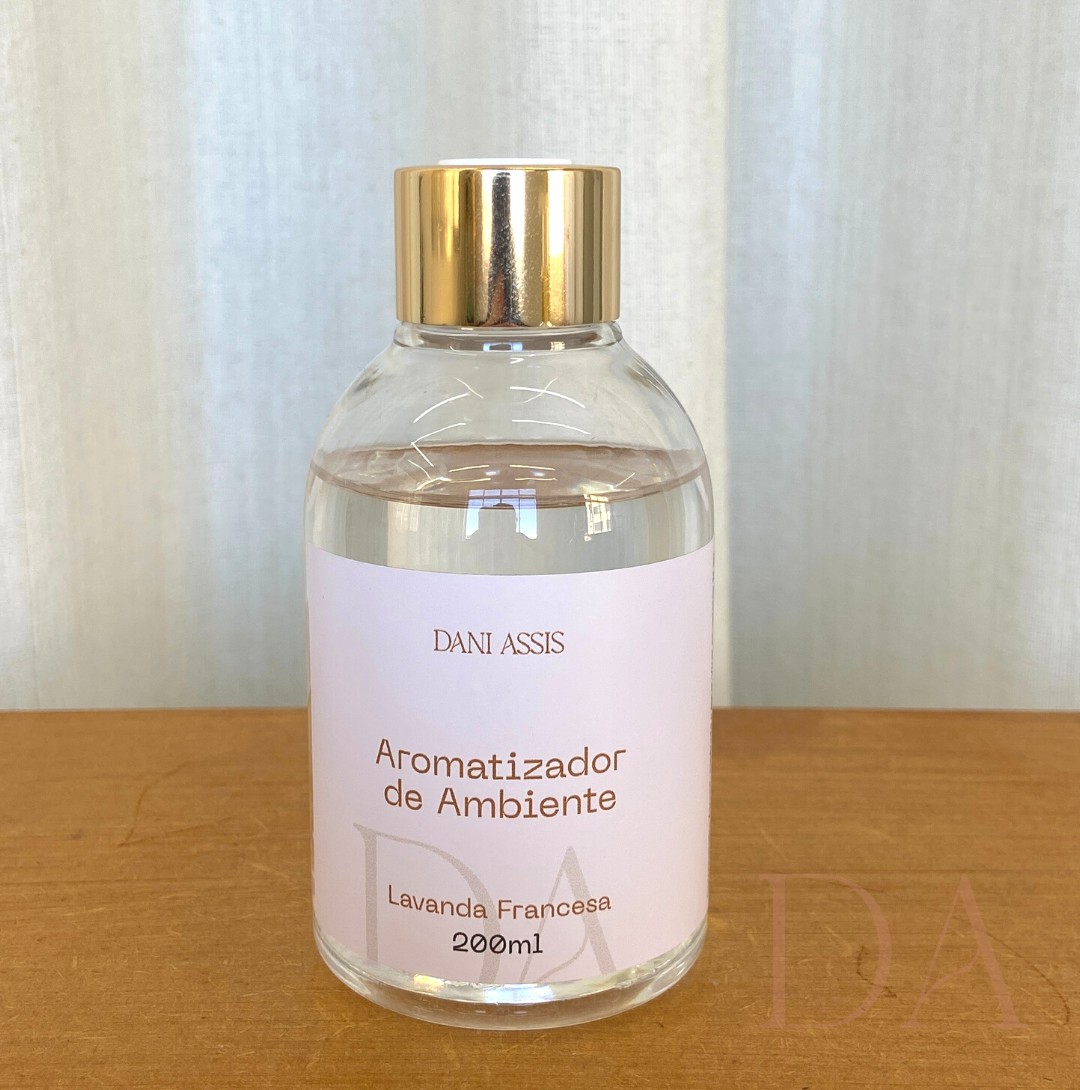 DANI ASSIS
Aromatizador
de Ambiente
DA
Lavanda Francesa
200ml
DA